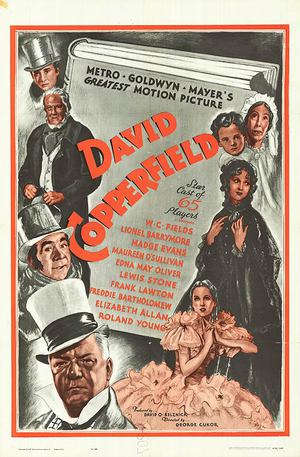 METRO-GOLDWYN-MAYER'S
GREATEST MOTION PICTURE
DAVID
COPPERFIELD
Star
Cast of
65
Players
W.C. FIELDS
LIONEL BARRYMORE
MADGE EVANS
MAUREEN O'SULLIVAN
EDNA MAY OLIVER
LEWIS STONE
FRANK LAWTON
FREDDIE BARTHOLOMEW
ELIZABETH ALLAN
ROLAND YOUNG
Produced by
DAVID O. SELZNICK
Directed by
GEORGE CUKOR